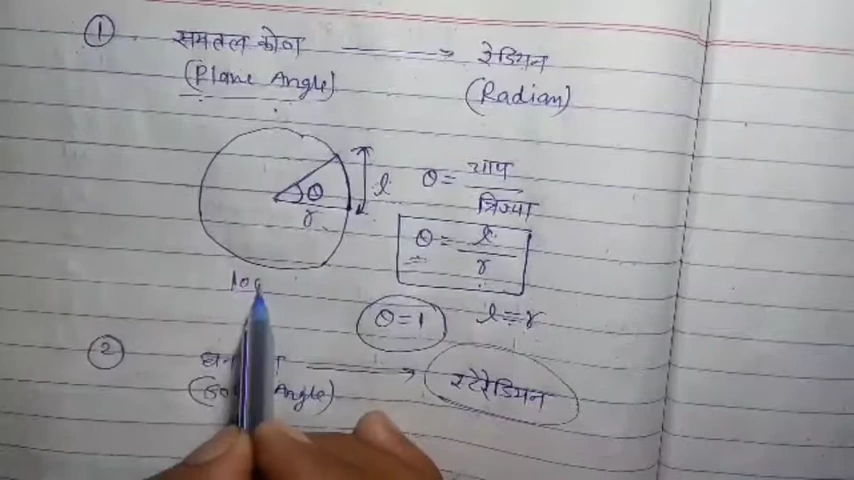 ① समतल कोण → रेडियन
(Plane Angle) (Radian)
θ = चाप / त्रिज्या
θ l
r
θ = l / r
θ=1 l=r
②
→ स्टेरेडियन
Angle)